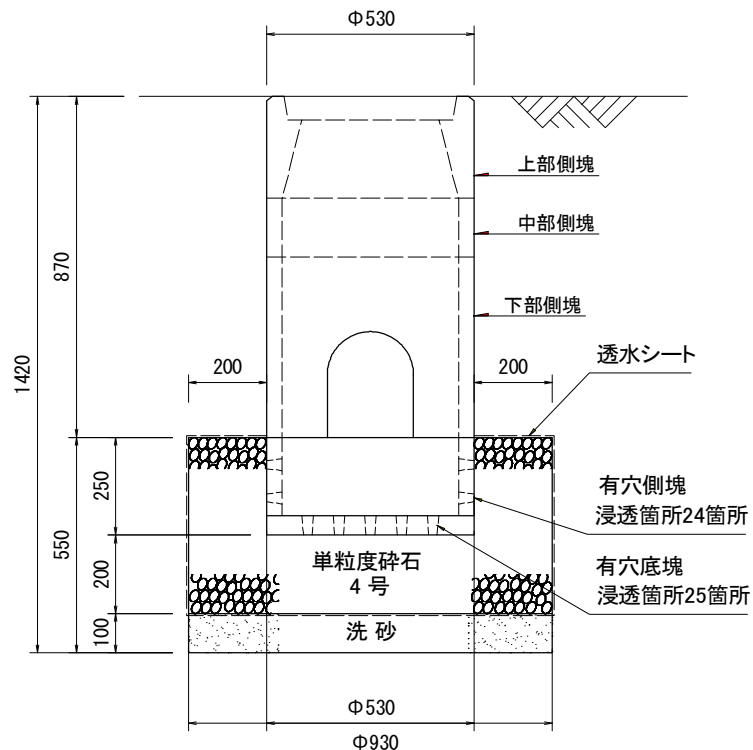 Φ530
上部側塊
中部側塊
下部側塊
870
1420
200
200
透水シート
250
550
有穴側塊
浸透箇所24箇所
200
単粒度砕石
4号
有穴底塊
浸透箇所25箇所
100
洗砂
Φ530
Φ930